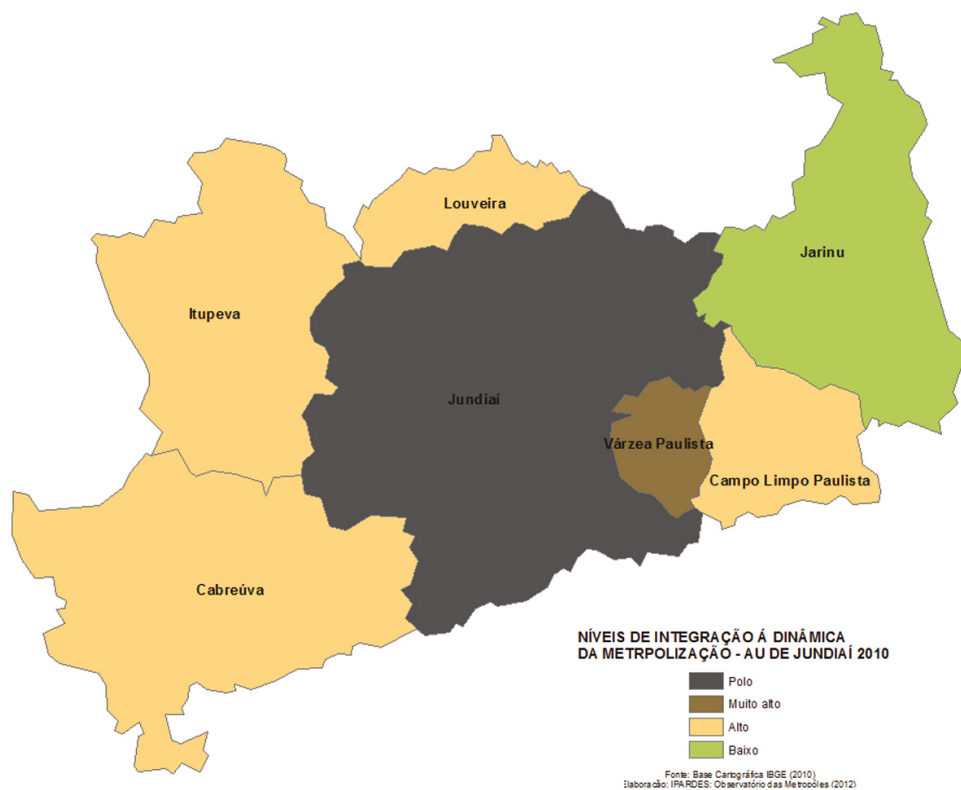 Louveira
Jarinu
Itupeva
Jundiaí
Várzea Paulista
Campo Limpo Paulista
Cabreúva
NÍVEIS DE INTEGRAÇÃO Á DINÂMICA
DA METRPOLIZAÇÃO - AU DE JUNDIAÍ 2010
Polo
Muito alto
Alto
Baixo
Fonte: Base Cartográfica IBGE (2010)
Elaboração: IPARDES: Observatório das Metropóles (2012)